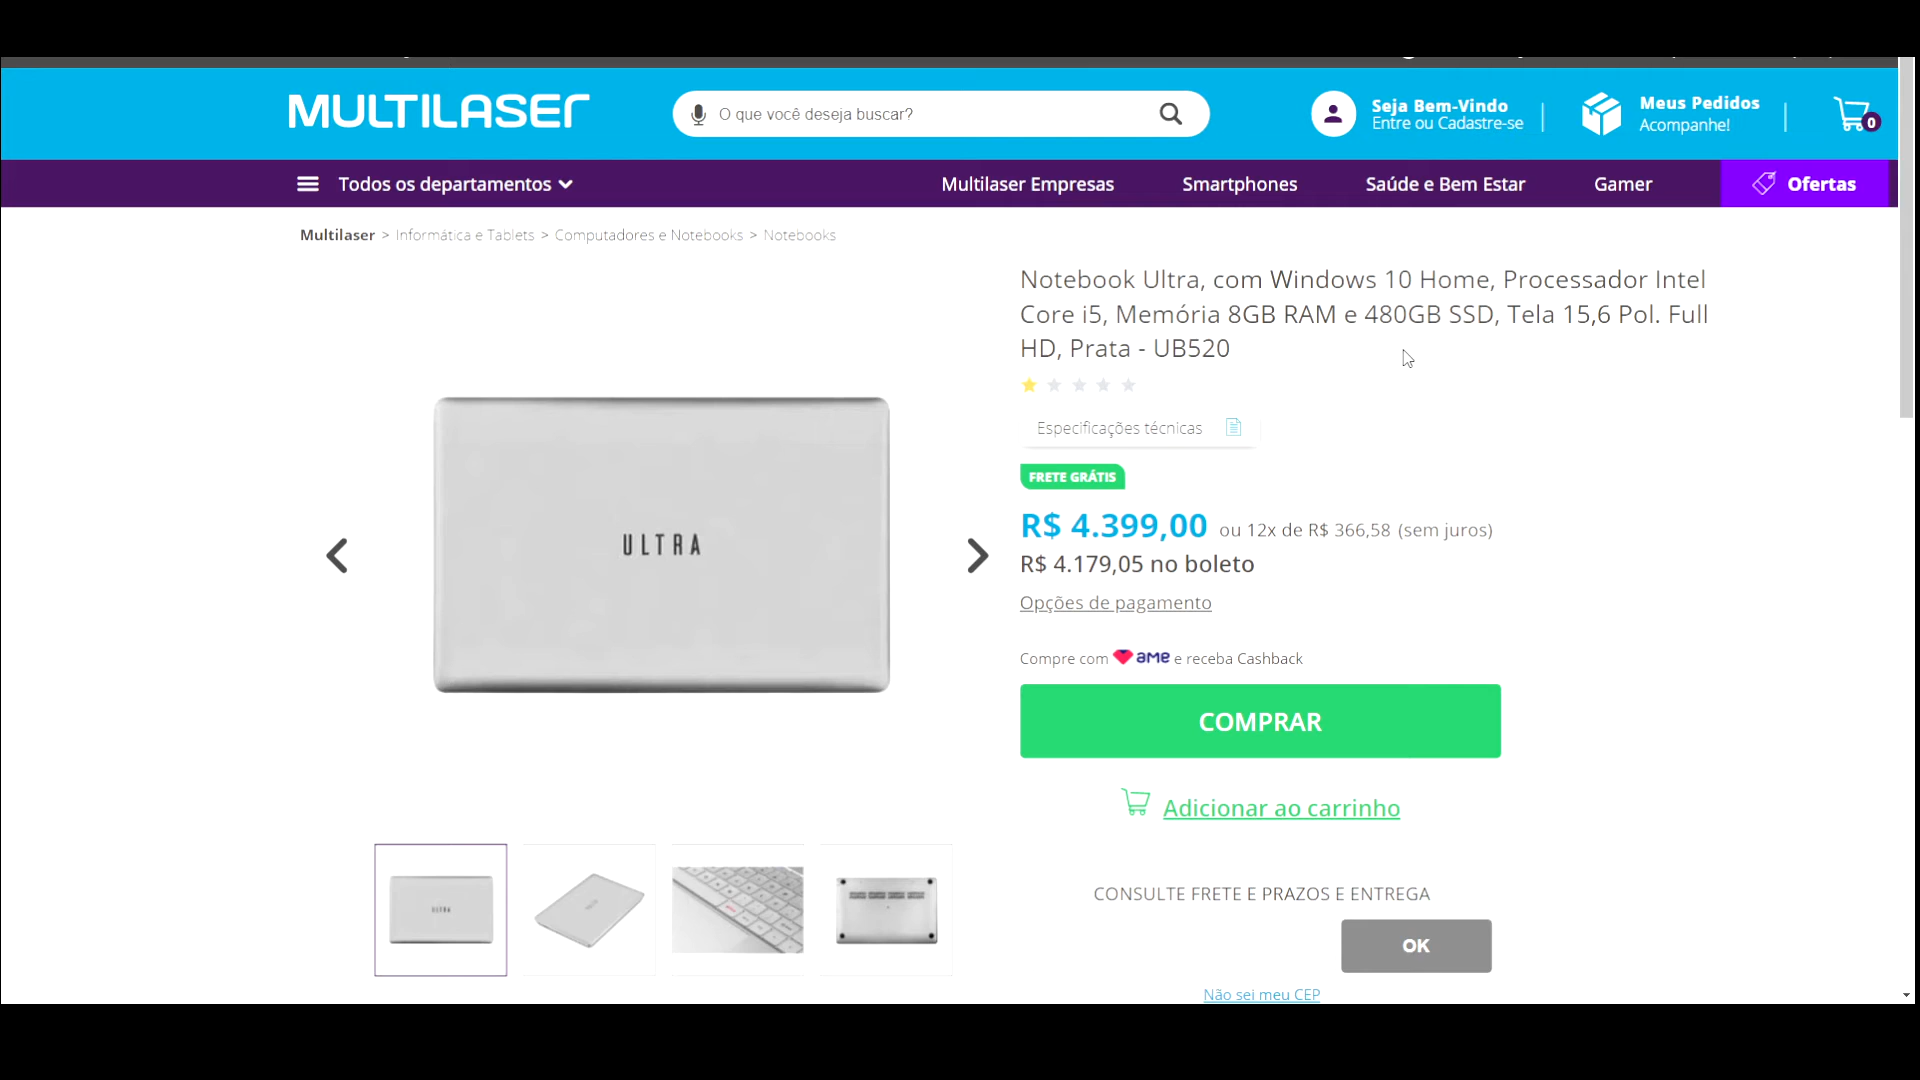 MULTILASER
O que você deseja buscar?
Seja Bem-Vindo
Entre ou Cadastre-se
Meus Pedidos
Acompanhe!
0
Todos os departamentos
Multilaser Empresas
Smartphones
Saúde e Bem Estar
Gamer
Ofertas
Multilaser > Informática e Tablets > Computadores e Notebooks > Notebooks
Notebook Ultra, com Windows 10 Home, Processador Intel
Core i5, Memória 8GB RAM e 480GB SSD, Tela 15,6 Pol. Full
HD, Prata - UB520
Especificações técnicas
FRETE GRÁTIS
R$ 4.399,00 ou 12x de R$ 366,58 (sem juros)
R$ 4.179,05 no boleto
Opções de pagamento
Compre com ame e receba Cashback
COMPRAR
Adicionar ao carrinho
CONSULTE FRETE E PRAZOS E ENTREGA
OK
Não sei meu CEP
ULTRA
ULTRA